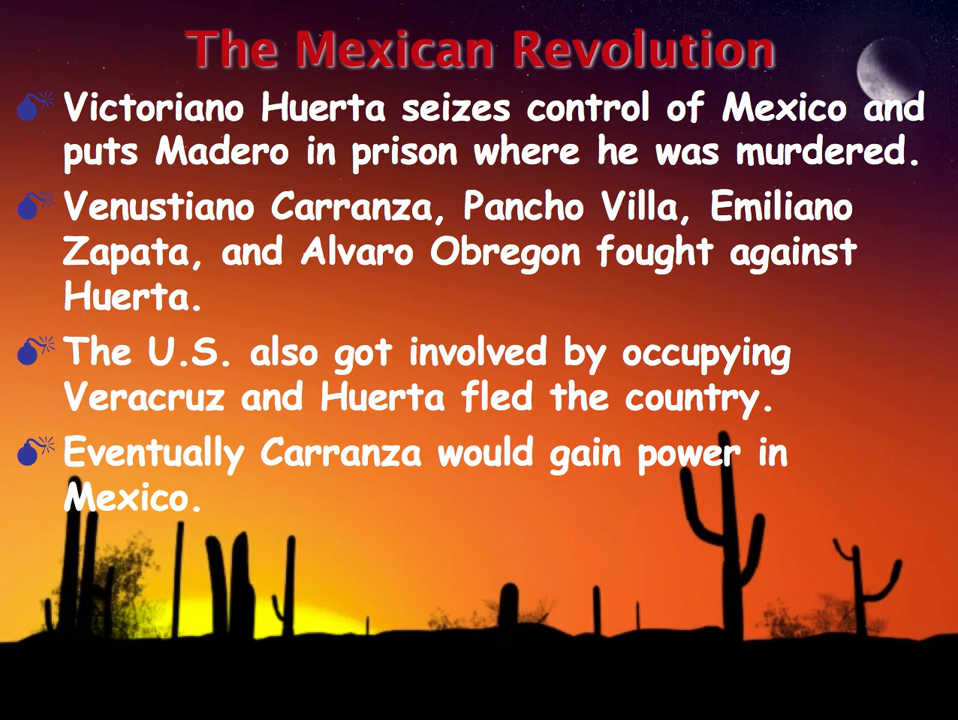 The Mexican Revolution
Victoriano Huerta seizes control of Mexico and
puts Madero in prison where he was murdered.
Venustiano Carranza, Pancho Villa, Emiliano
Zapata, and Alvaro Obregon fought against
Huerta.
The U.S. also got involved by occupying
Veracruz and Huerta fled the country.
Eventually Carranza would gain power in
Mexico.